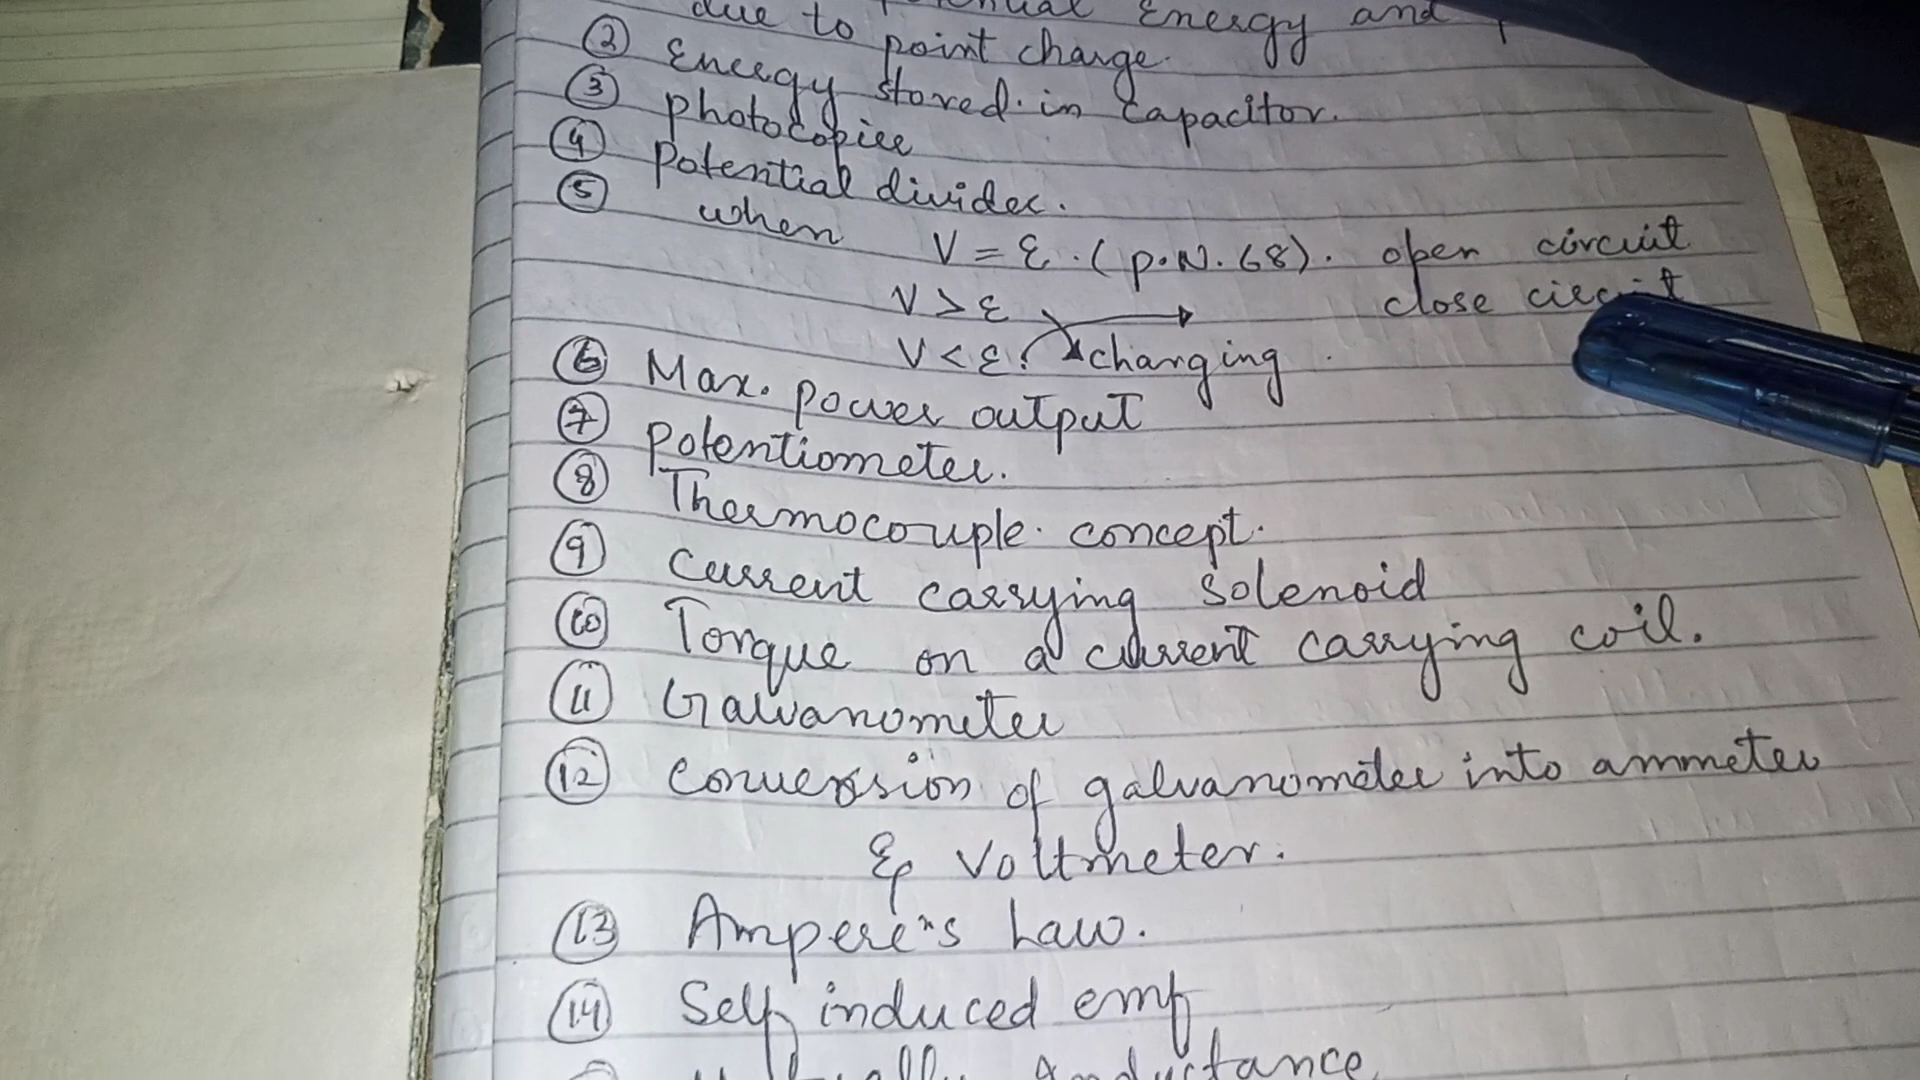 due to potential Energy and
point charge.
② Energy stored in Capacitor.
③ photocopier
④ Potential divider.
⑤ when V = ε . (P.N. 68). open circuit
V > ε close circuit
V < ε. changing .
⑥ Max. power output
⑦ Potentiometer.
⑧ Thermocouple concept.
⑨ Current carrying solenoid
⑩ Torque on a current carrying coil.
⑪ Galvanometer
⑫ Conversion of galvanometer into ammeter
& Voltmeter.
⑬ Ampere's Law.
⑭ Self induced emf
Inductance